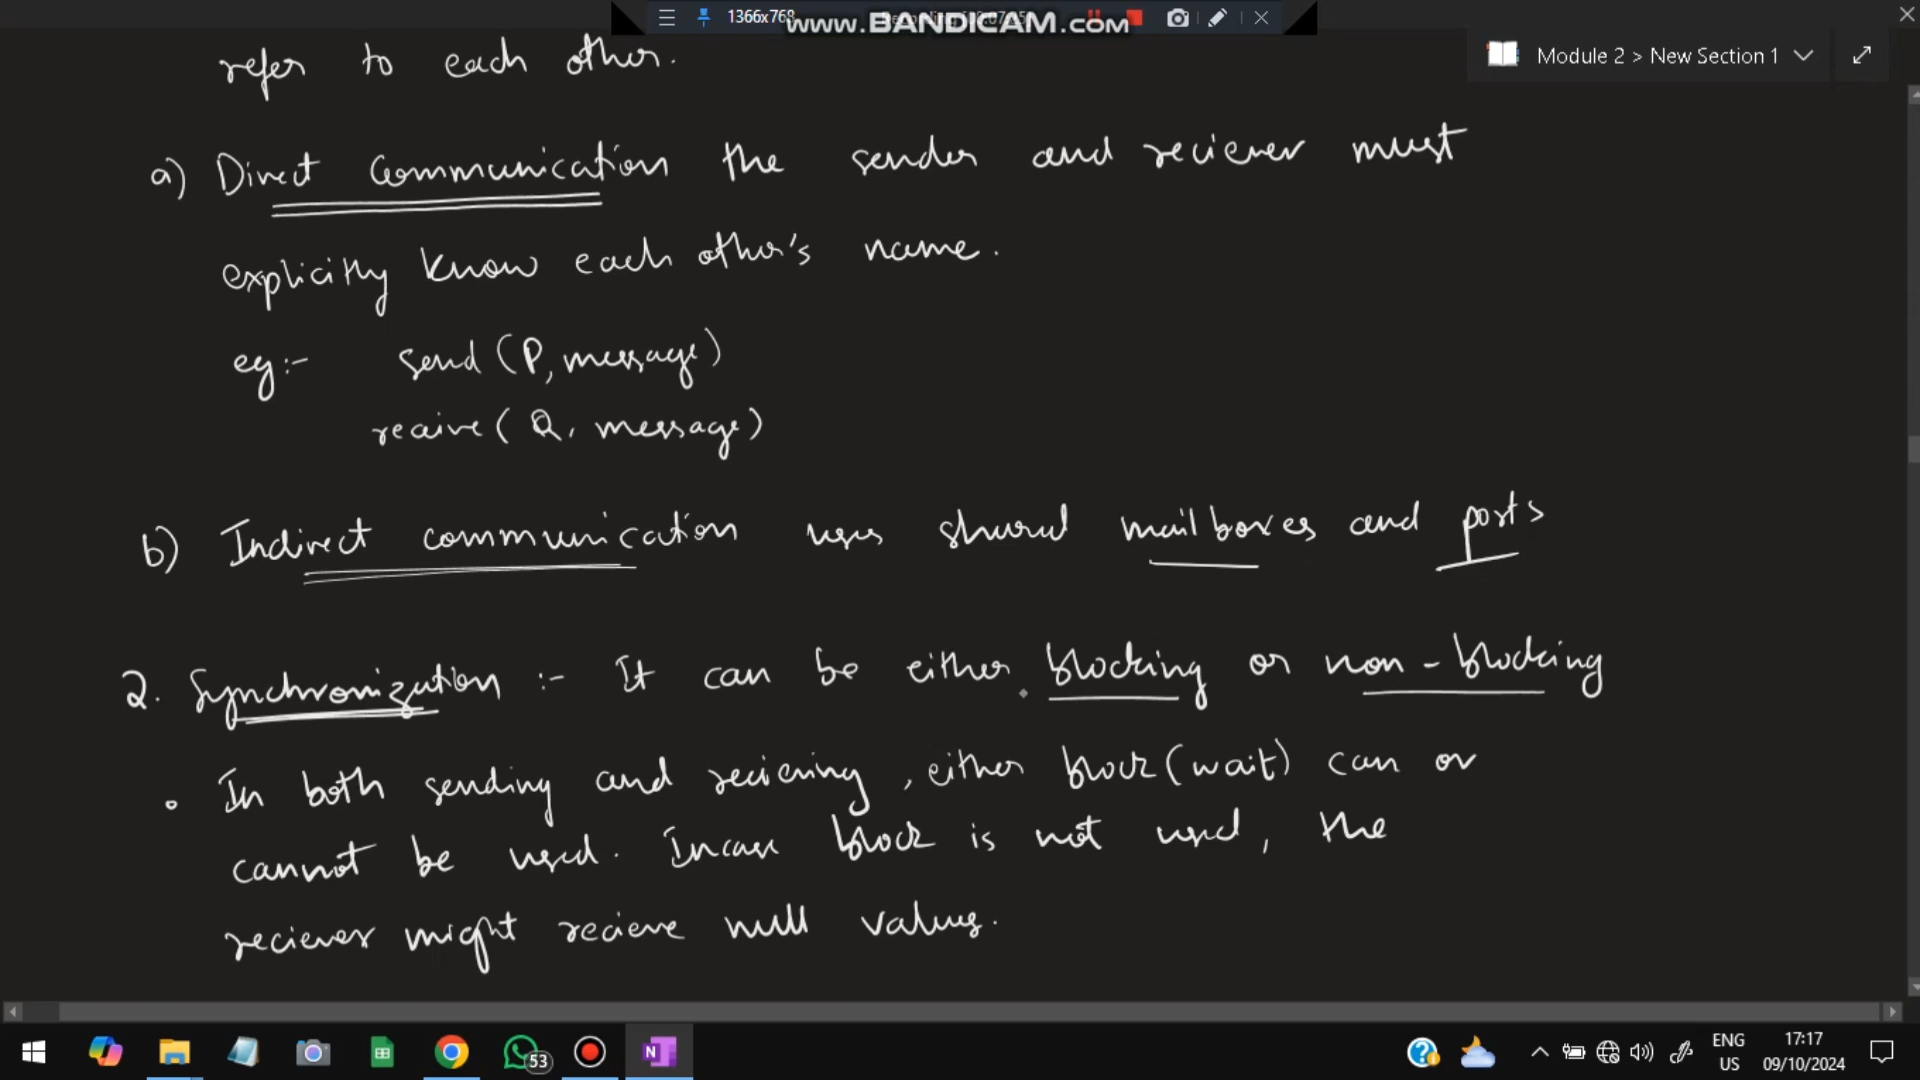 1366x768
www.BANDICAM.com
Module 2 > New Section 1
refer to each other.
a) Direct Communication the sender and reciever must
explicitly know each other's name.
eg:- send (P, message)
receive ( Q, message)
b) Indirect communication uses shared mailboxes and ports
2. Synchronization :- It can be either blocking or non-blocking
• In both sending and recieving, either block (wait) can or
cannot be used. Incase block is not used, the
reciever might recieve null values.
53
ENG
US
17:17
09/10/2024